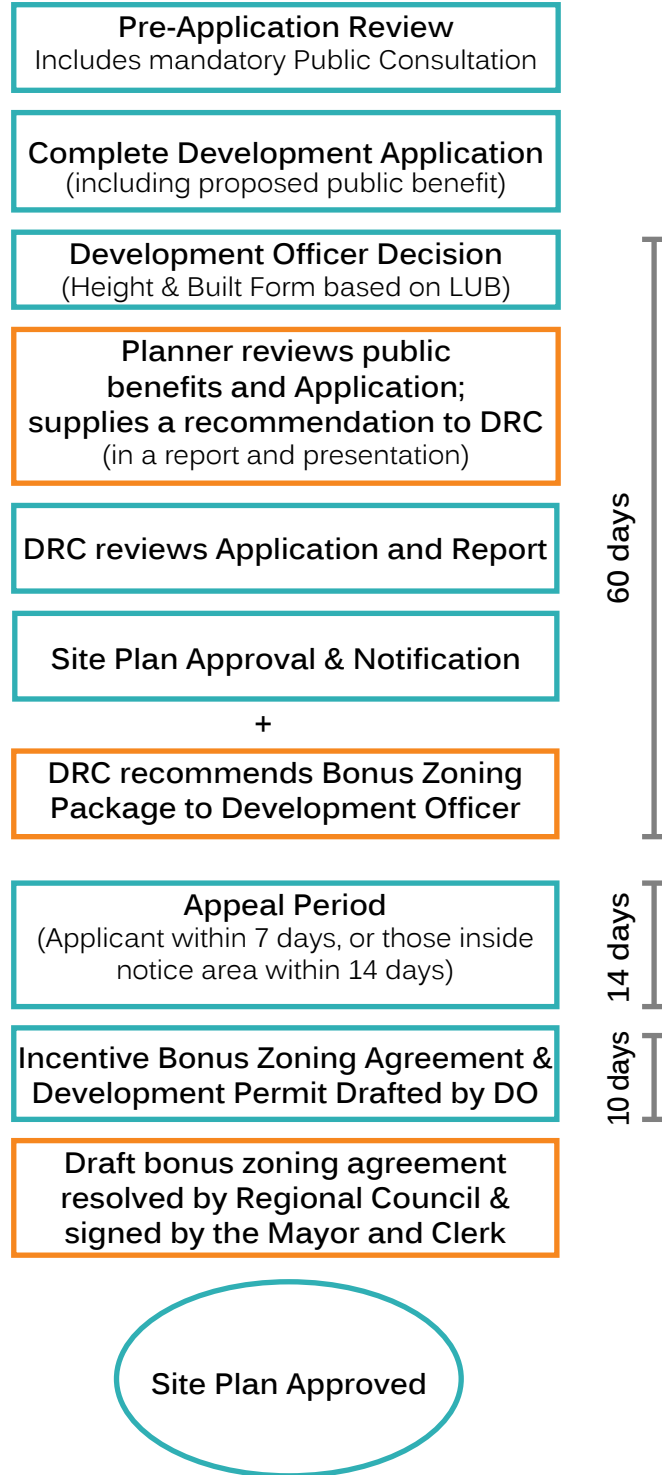 Pre-Application Review
Includes mandatory Public Consultation
Complete Development Application
(including proposed public benefit)
Development Officer Decision
(Height & Built Form based on LUB)
Planner reviews public
benefits and Application;
supplies a recommendation to DRC
(in a report and presentation)
DRC reviews Application and Report
Site Plan Approval & Notification
+
DRC recommends Bonus Zoning
Package to Development Officer
60 days
Appeal Period
(Applicant within 7 days, or those inside
notice area within 14 days)
14 days
Incentive Bonus Zoning Agreement &
Development Permit Drafted by DO
10 days
Draft bonus zoning agreement
resolved by Regional Council &
signed by the Mayor and Clerk
Site Plan Approved